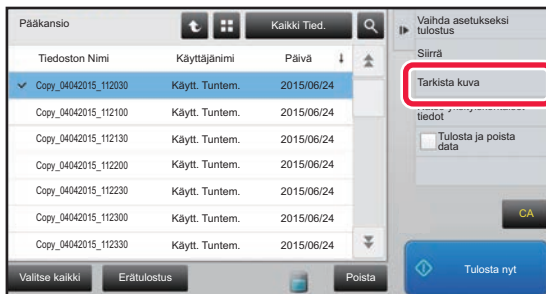 Pääkansio
Kaikki Tied.
Tiedoston Nimi Käyttäjänimi Päivä
Copy_04042015_112030 Käytt. Tuntem. 2015/06/24
Copy_04042015_112100 Käytt. Tuntem. 2015/06/24
Copy_04042015_112130 Käytt. Tuntem. 2015/06/24
Copy_04042015_112200 Käytt. Tuntem. 2015/06/24
Copy_04042015_112230 Käytt. Tuntem. 2015/06/24
Copy_04042015_112300 Käytt. Tuntem. 2015/06/24
Copy_04042015_112330 Käytt. Tuntem. 2015/06/24
Valitse kaikki
Erätulostus
Poista
Vaihda asetukseksi
tulostus
Siirrä
Tarkista kuva
tiedot
Tulosta ja poista
data
CA
Tulosta nyt